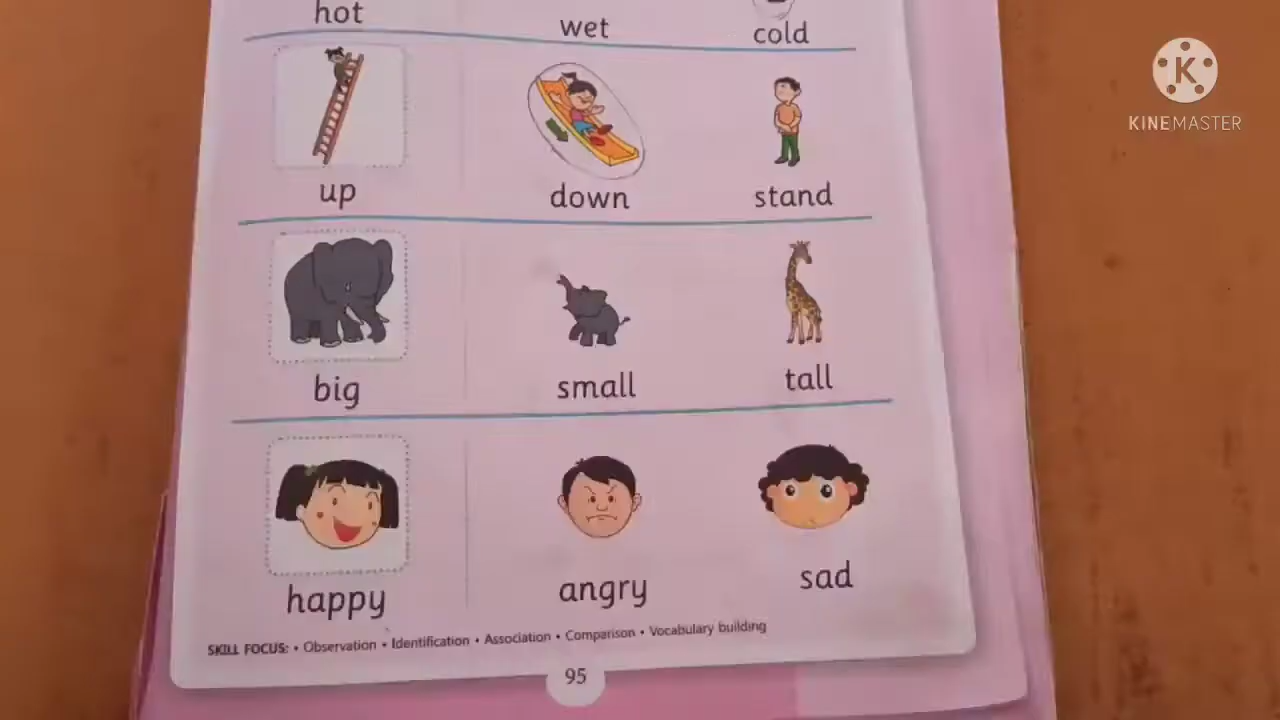 hot wet cold
up down stand
big small tall
happy angry sad
SKILL FOCUS: • Observation • Identification • Association • Comparison • Vocabulary building
95
K
KINEMASTER